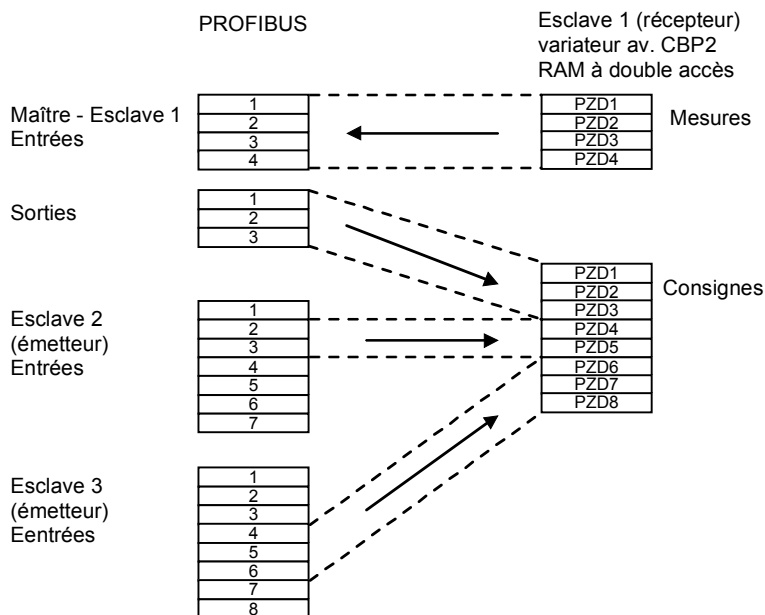 PROFIBUS
Esclave 1 (récepteur)
variateur av. CBP2
RAM à double accès
Maître - Esclave 1
Entrées
1
2
3
4
PZD1
PZD2
PZD3
PZD4
Mesures
Sorties
1
2
3
PZD1
PZD2
PZD3
PZD4
PZD5
PZD6
PZD7
PZD8
Consignes
Esclave 2
(émetteur)
Entrées
1
2
3
4
5
6
7
Esclave 3
(émetteur)
Eentrées
1
2
3
4
5
6
7
8